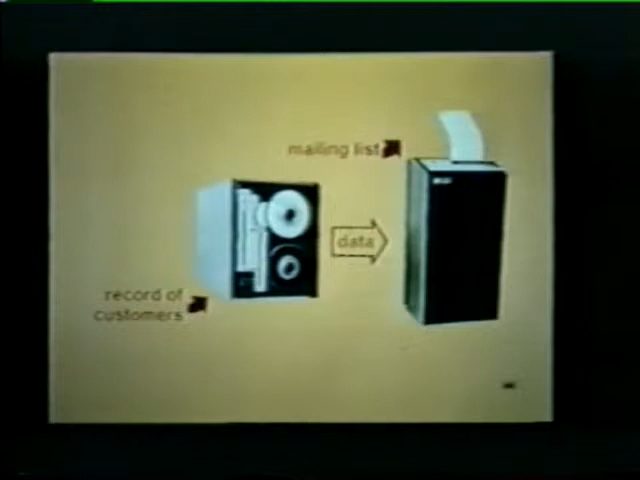 mailing list
data
record of
customers